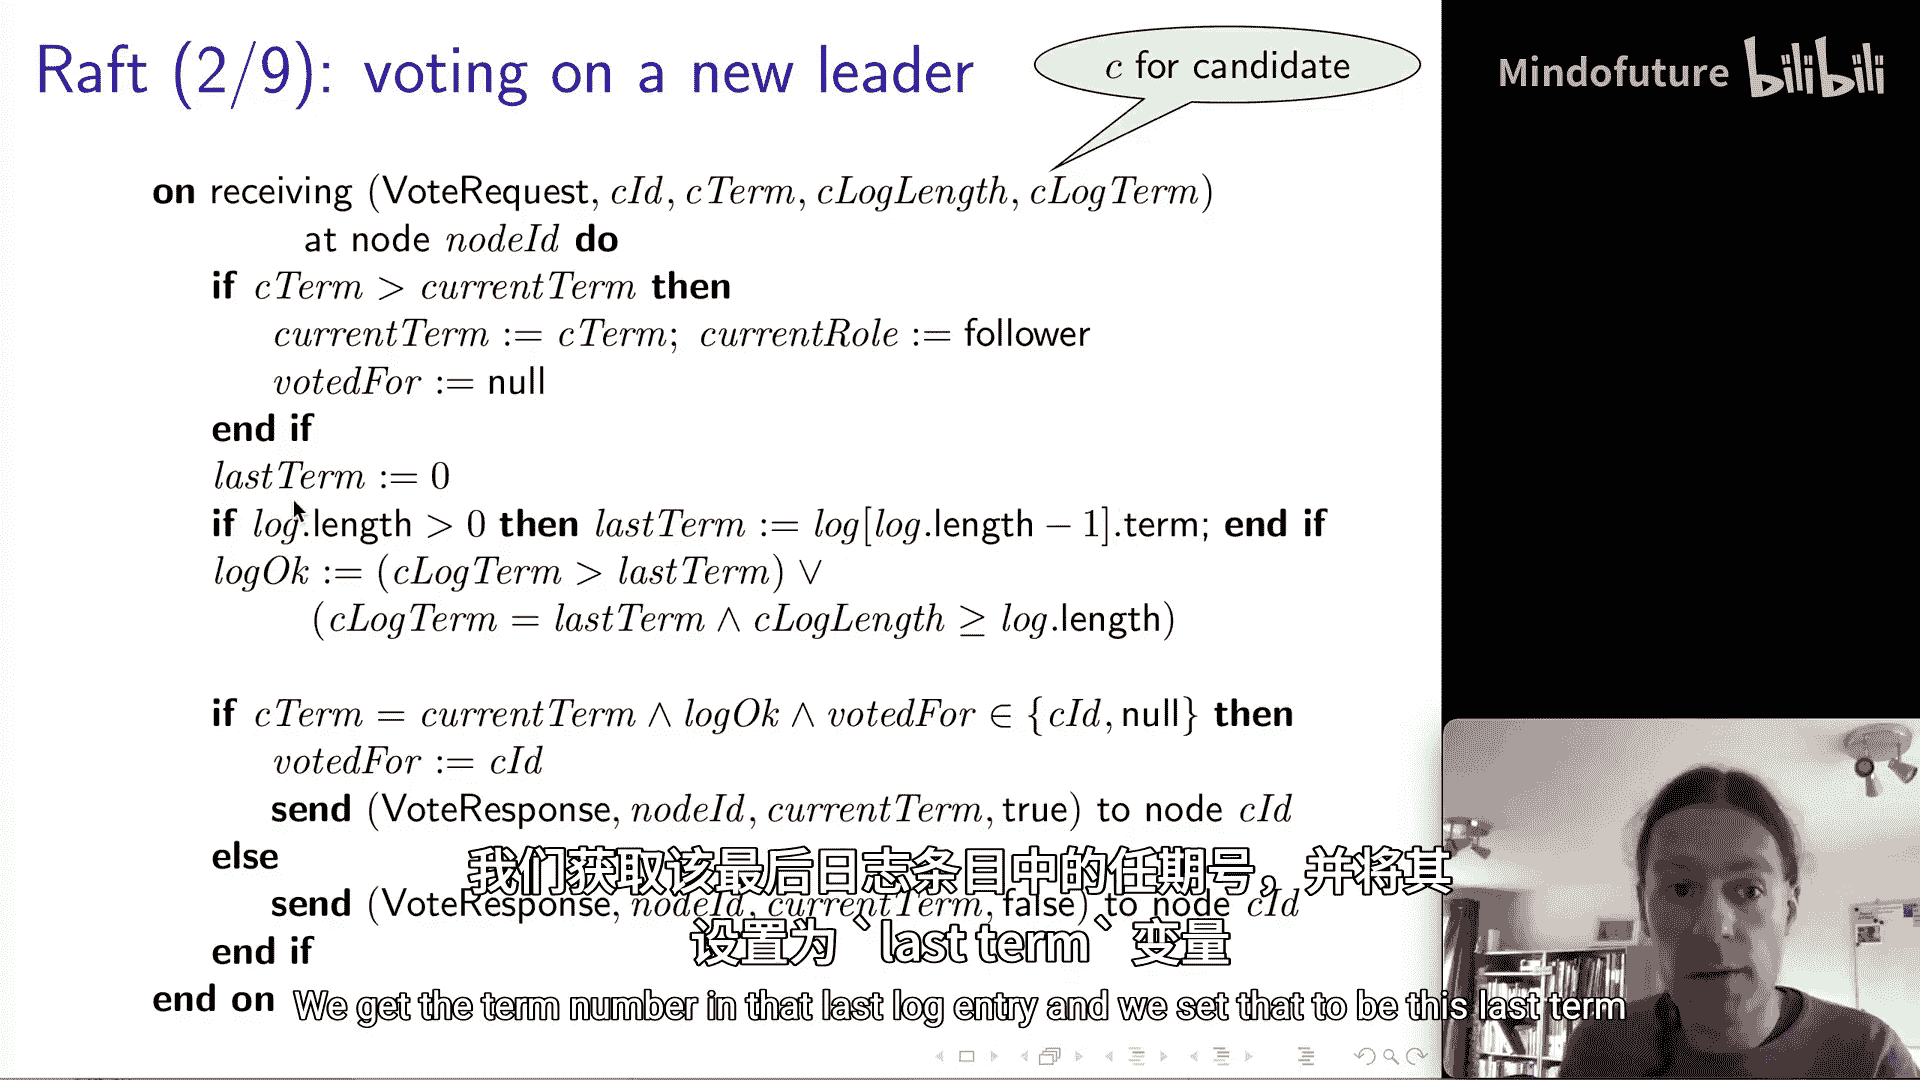 Raft (2/9): voting on a new leader
c for candidate
Mindofuture bilibili
on receiving (VoteRequest, cId, cTerm, cLogLength, cLogTerm)
at node nodeId do
if cTerm > currentTerm then
currentTerm := cTerm; currentRole := follower
votedFor := null
end if
lastTerm := 0
if log.length > 0 then lastTerm := log[log.length − 1].term; end if
logOk := (cLogTerm > lastTerm) ∨
(cLogTerm = lastTerm ∧ cLogLength ≥ log.length)
if cTerm = currentTerm ∧ logOk ∧ votedFor ∈ {cId, null} then
votedFor := cId
send (VoteResponse, nodeId, currentTerm, true) to node cId
else
send (VoteResponse, nodeId, currentTerm, false) to node cId
end if
end on
我们获取该最后日志条目中的任期号，并将其
设置为 `last term` 变量
We get the term number in that last log entry and we set that to be this last term